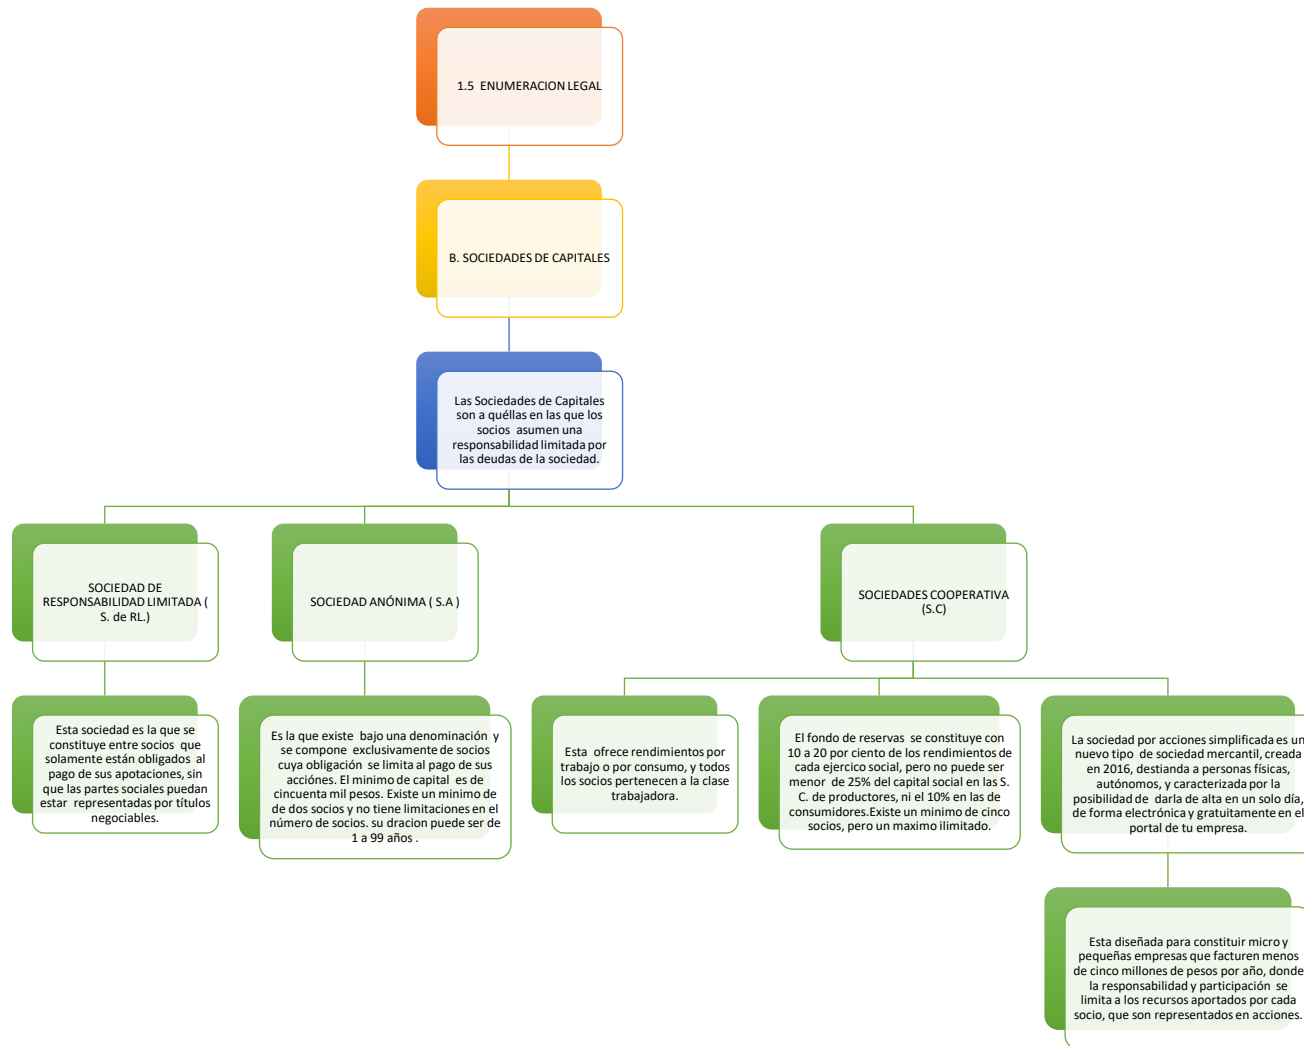 1.5 ENUMERACION LEGAL
B. SOCIEDADES DE CAPITALES
Las Sociedades de Capitales
son a quéllas en las que los
socios asumen una
responsabilidad limitada por
las deudas de la sociedad.
SOCIEDAD DE
RESPONSABILIDAD LIMITADA (
S. de RL.)
SOCIEDAD ANÓNIMA ( S.A )
SOCIEDADES COOPERATIVA
(S.C)
Esta sociedad es la que se
constituye entre socios que
solamente están obligados al
pago de sus apotaciones, sin
que las partes sociales puedan
estar representadas por títulos
negociables.
Es la que existe bajo una denominación y
se compone exclusivamente de socios
cuya obligación se limita al pago de sus
acciónes. El minimo de capital es de
cincuenta mil pesos. Existe un minimo de
de dos socios y no tiene limitaciones en el
número de socios. su dracion puede ser de
1 a 99 años .
Esta ofrece rendimientos por
trabajo o por consumo, y todos
los socios pertenecen a la clase
trabajadora.
El fondo de reservas se constituye con
10 a 20 por ciento de los rendimientos de
cada ejercico social, pero no puede ser
menor de 25% del capital social en las S.
C. de productores, ni el 10% en las de
consumidores.Existe un minimo de cinco
socios, pero un maximo ilimitado.
La sociedad por acciones simplificada es un
nuevo tipo de sociedad mercantil, creada
en 2016, destianda a personas físicas,
autónomos, y caracterizada por la
posibilidad de darla de alta en un solo día,
de forma electrónica y gratuitamente en el
portal de tu empresa.
Esta diseñada para constituir micro y
pequeñas empresas que facturen menos
de cinco millones de pesos por año, donde
la responsabilidad y participación se
limita a los recursos aportados por cada
socio, que son representados en acciones.